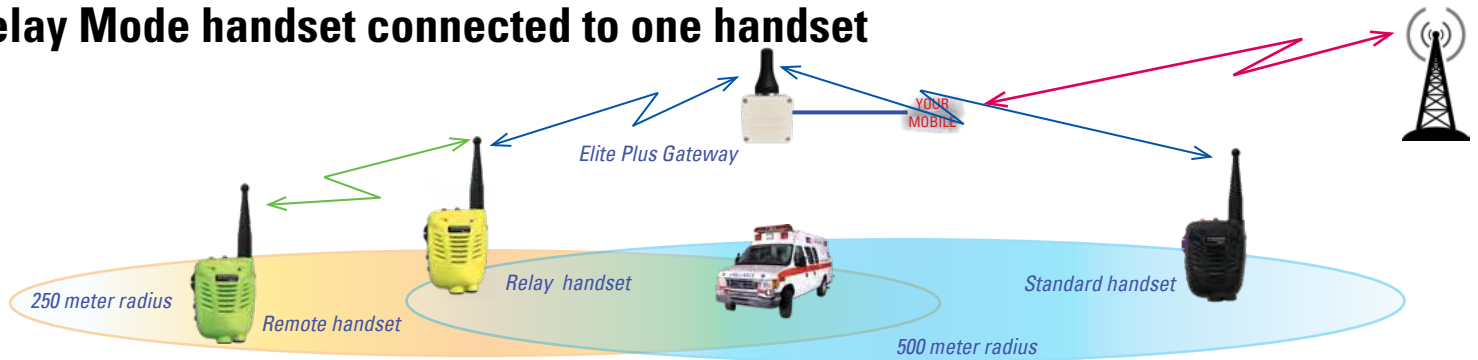 elay Mode handset connected to one handset
YOUR
MOBILE
Elite Plus Gateway
Relay handset
Standard handset
250 meter radius
Remote handset
500 meter radius